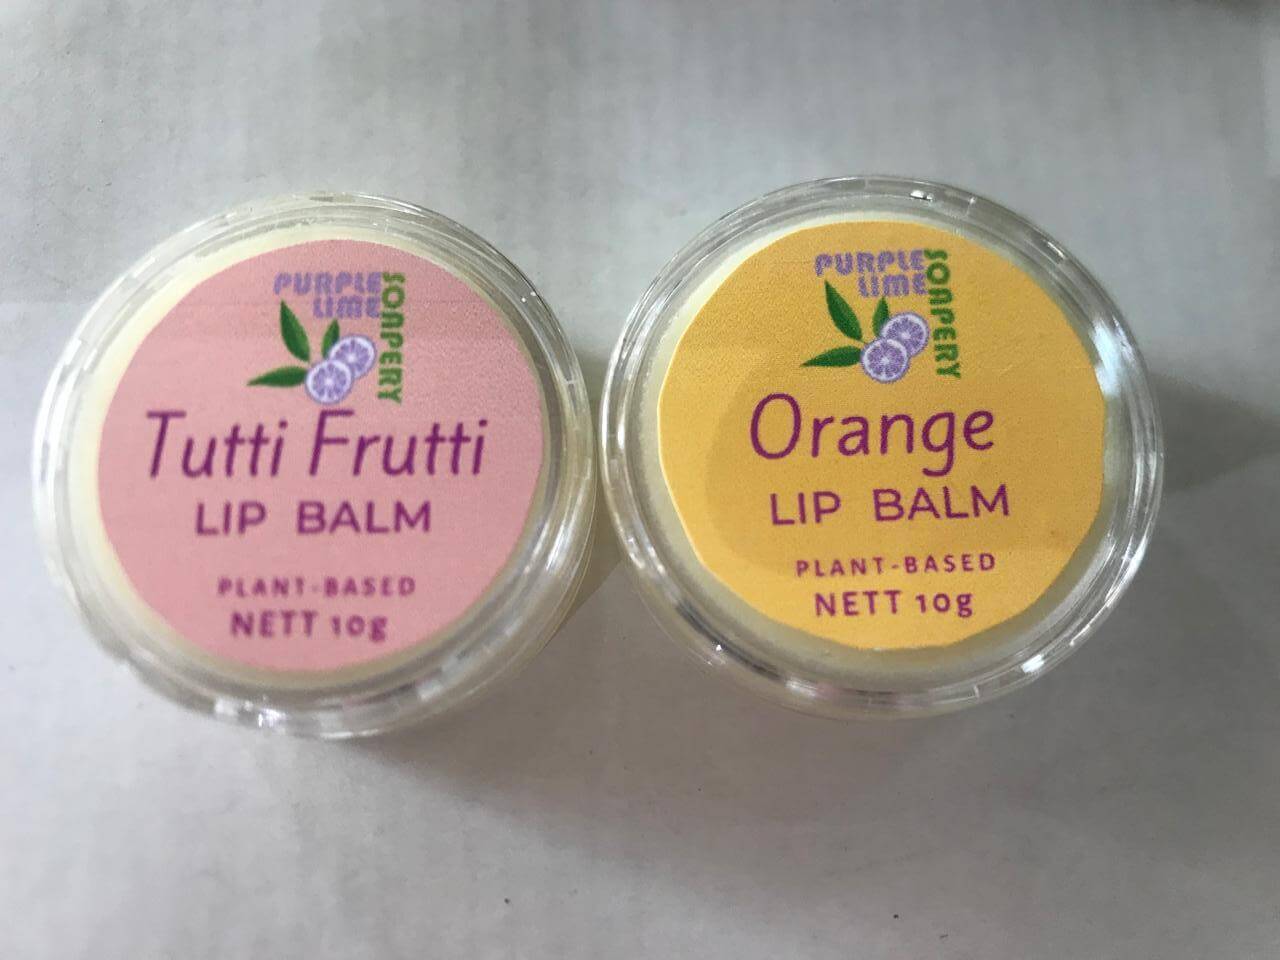 PURPLE
LIME
SOAPERY
Tutti Frutti
LIP BALM
PLANT-BASED
NETT 10g
PURPLE
LIME
SOAPERY
Orange
LIP BALM
PLANT-BASED
NETT 10g